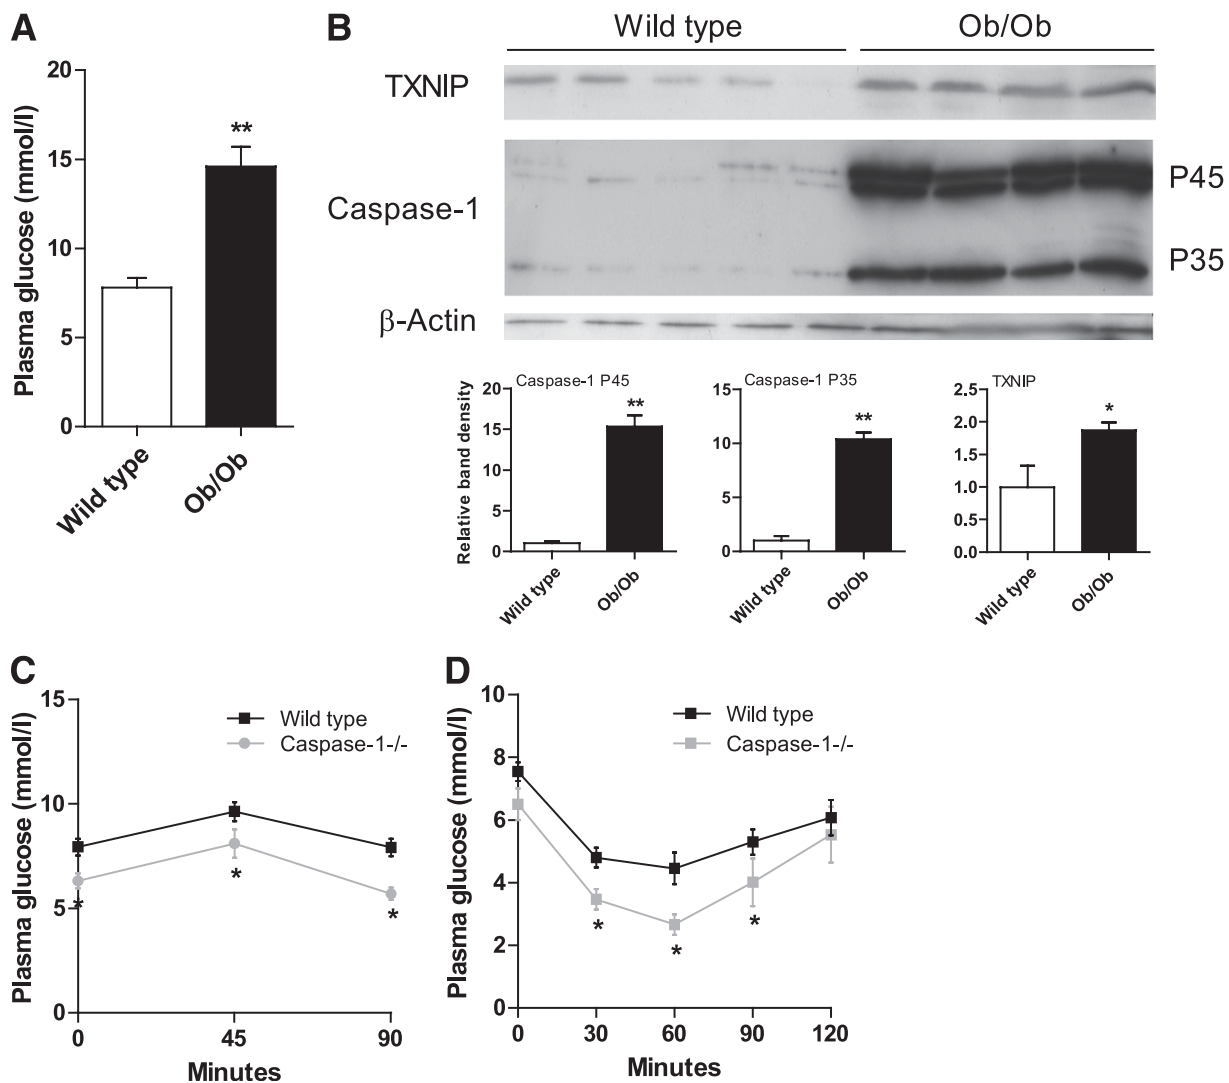 A
Plasma glucose (mmol/l)
20
15
10
5
0
**
Wild type
Ob/Ob
B
Wild type
Ob/Ob
TXNIP
Caspase-1
P45
P35
β-Actin
Relative band density
Caspase-1 P45
20
15
10
5
0
**
Wild type
Ob/Ob
Caspase-1 P35
15
10
5
0
**
Wild type
Ob/Ob
TXNIP
2.5
2.0
1.5
1.0
0.5
0.0
*
Wild type
Ob/Ob
C
Plasma glucose (mmol/l)
15
10
5
0
Wild type
Caspase-1-/-
*
*
*
0
45
90
Minutes
D
Plasma glucose (mmol/l)
10
8
6
4
2
0
Wild type
Caspase-1-/-
*
*
*
0
30
60
90
120
Minutes